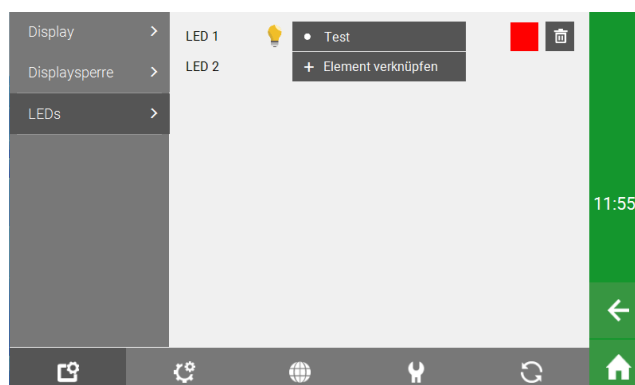 Display
Displaysperre
LEDs
LED 1
Test
LED 2
+ Element verknüpfen
11:55